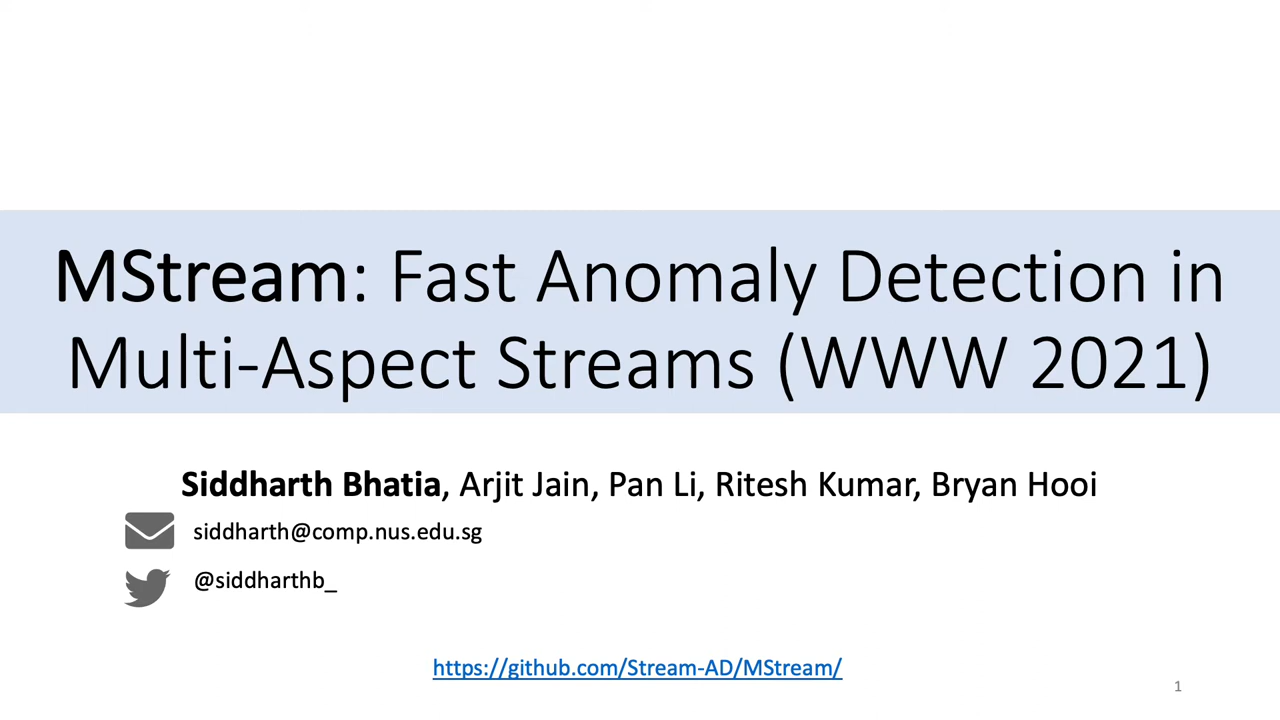 MStream: Fast Anomaly Detection in
Multi-Aspect Streams (WWW 2021)
Siddharth Bhatia, Arjit Jain, Pan Li, Ritesh Kumar, Bryan Hooi
siddharth@comp.nus.edu.sg
@siddharthb_
https://github.com/Stream-AD/MStream/
1